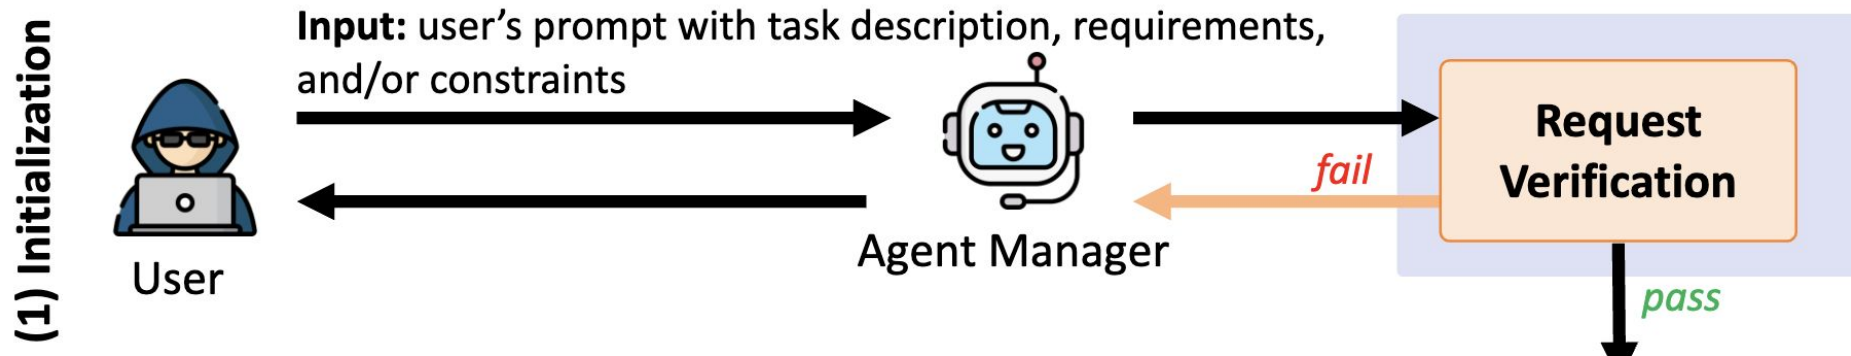 (1) Initialization
Input: user’s prompt with task description, requirements,
and/or constraints
User
Agent Manager
fail
Request
Verification
pass